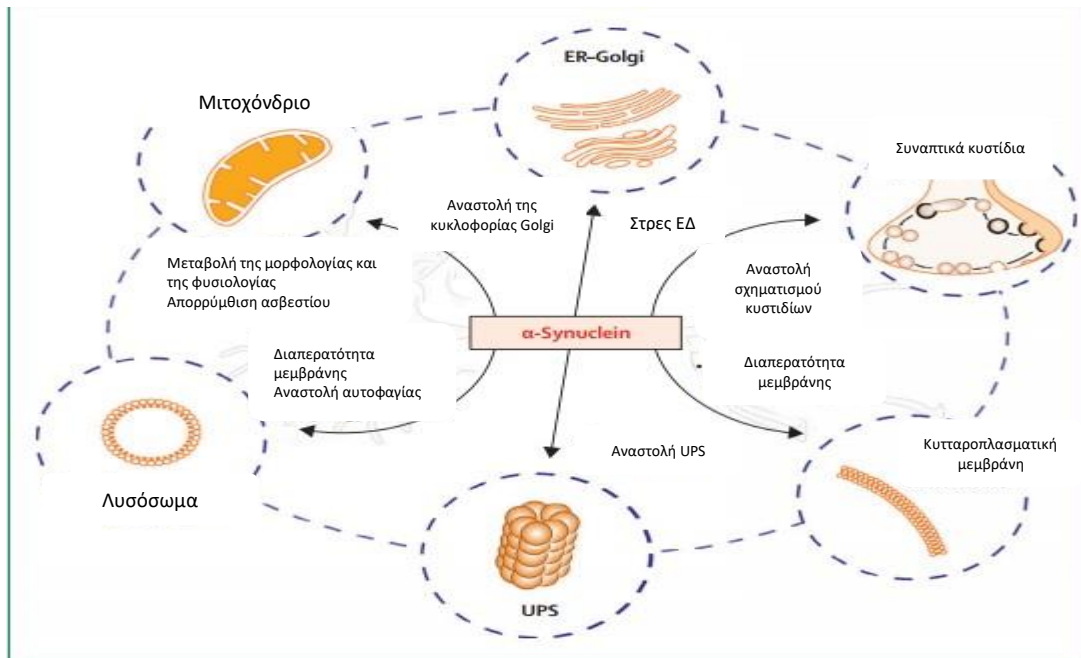 ER–Golgi
Μιτοχόνδριο
Συναπτικά κυστίδια
Αναστολή της
κυκλοφορίας Golgi
Στρες ΕΔ
Μεταβολή της μορφολογίας και
της φυσιολογίας
Απορρύθμιση ασβεστίου
Αναστολή
σχηματισμού
κυστιδίων
α-Synuclein
Διαπερατότητα
μεμβράνης
Αναστολή αυτοφαγίας
Διαπερατότητα
μεμβράνης
Αναστολή UPS
Κυτταροπλασματική
μεμβράνη
Λυσόσωμα
UPS